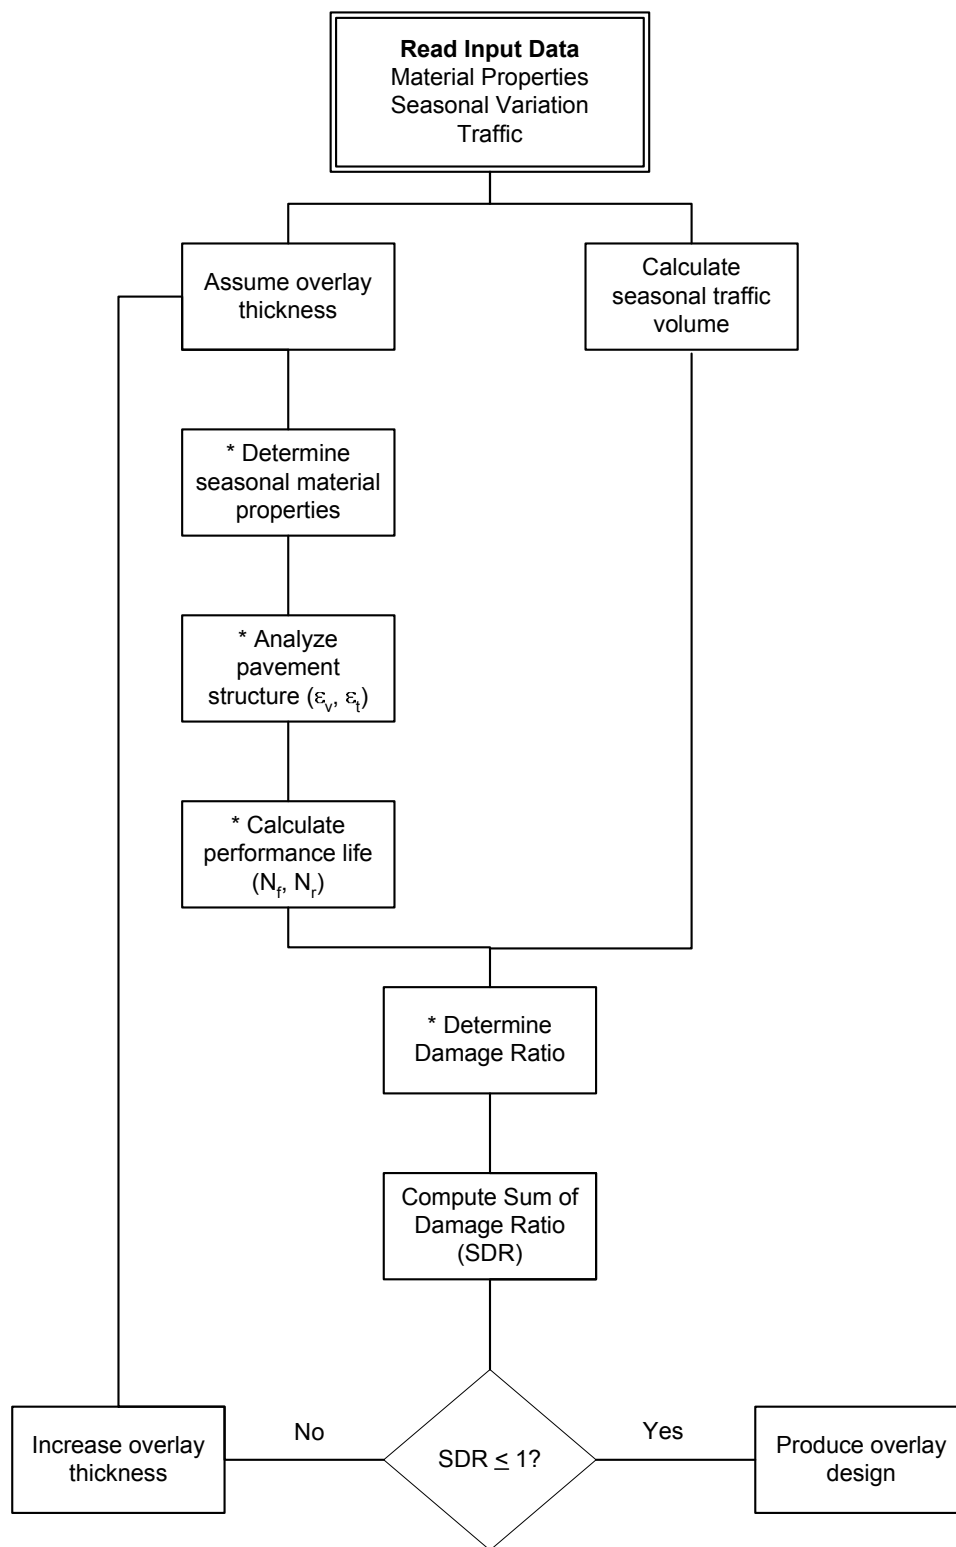 Read Input Data
Material Properties
Seasonal Variation
Traffic
Assume overlay
thickness
Calculate
seasonal traffic
volume
* Determine
seasonal material
properties
* Analyze
pavement
structure (εv, εt)
* Calculate
performance life
(Nf, Nr)
* Determine
Damage Ratio
Compute Sum of
Damage Ratio
(SDR)
Increase overlay
thickness
No
SDR ≤ 1?
Yes
Produce overlay
design